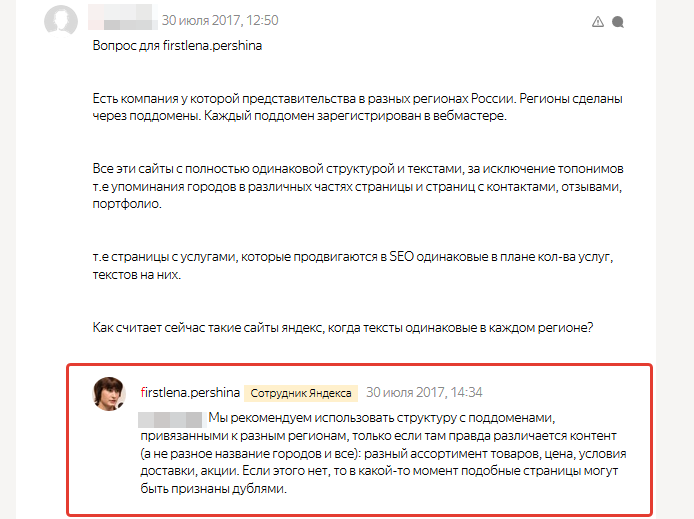 30 июля 2017, 12:50
Вопрос для firstlena.pershina
Есть компания у которой представительства в разных регионах России. Регионы сделаны
через поддомены. Каждый поддомен зарегистрирован в вебмастере.
Все эти сайты с полностью одинаковой структурой и текстами, за исключение топонимов
т.е упоминания городов в различных частях страницы и страниц с контактами, отзывами,
портфолио.
т.е страницы с услугами, которые продвигаются в SEO одинаковые в плане кол-ва услуг,
текстов на них.
Как считает сейчас такие сайты яндекс, когда тексты одинаковые в каждом регионе?
firstlena.pershina Сотрудник Яндекса 30 июля 2017, 14:34
Мы рекомендуем использовать структуру с поддоменами,
привязанными к разным регионам, только если там правда различается контент
(а не разное название городов и все): разный ассортимент товаров, цена, условия
доставки, акции. Если этого нет, то в какой-то момент подобные страницы могут
быть признаны дублями.